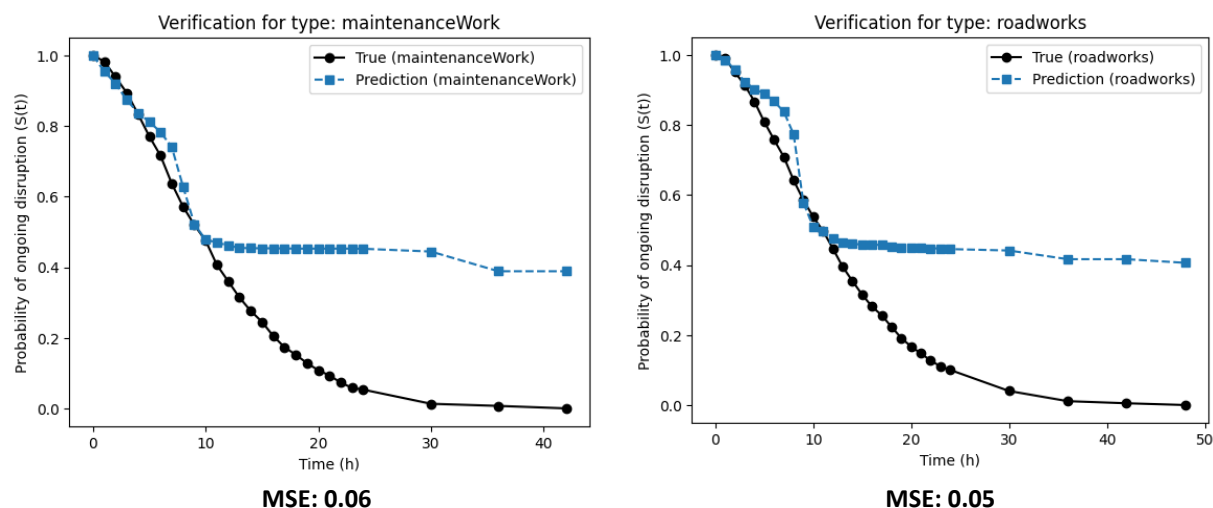 Verification for type: maintenanceWork
True (maintenanceWork)
Prediction (maintenanceWork)
Probability of ongoing disruption (S(t))
1.0
0.8
0.6
0.4
0.2
0.0
0
10
20
30
40
Time (h)
MSE: 0.06
Verification for type: roadworks
True (roadworks)
Prediction (roadworks)
Probability of ongoing disruption (S(t))
1.0
0.8
0.6
0.4
0.2
0.0
0
10
20
30
40
50
Time (h)
MSE: 0.05